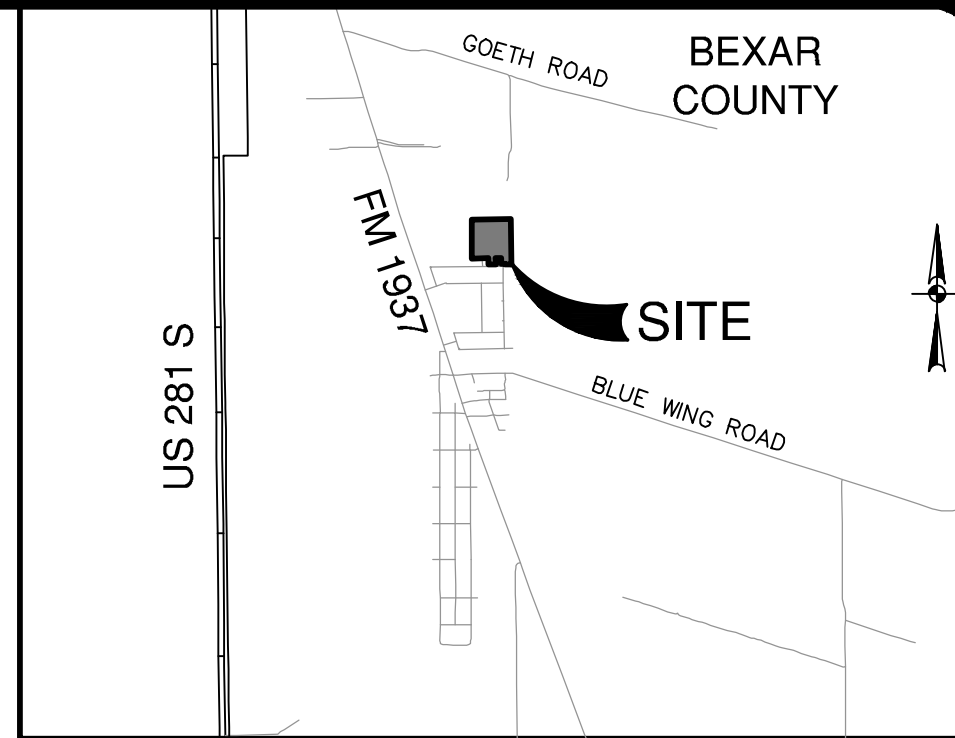 GOETH ROAD
BEXAR
COUNTY
FM 1937
SITE
US 281 S
BLUE WING ROAD